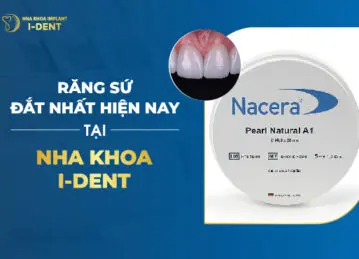 NHA KHOA IMPLANT
I-DENT
RĂNG SỨ
ĐẮT NHẤT HIỆN NAY
TẠI
NHA KHOA
I-DENT
Nacera
Pearl Natural A1